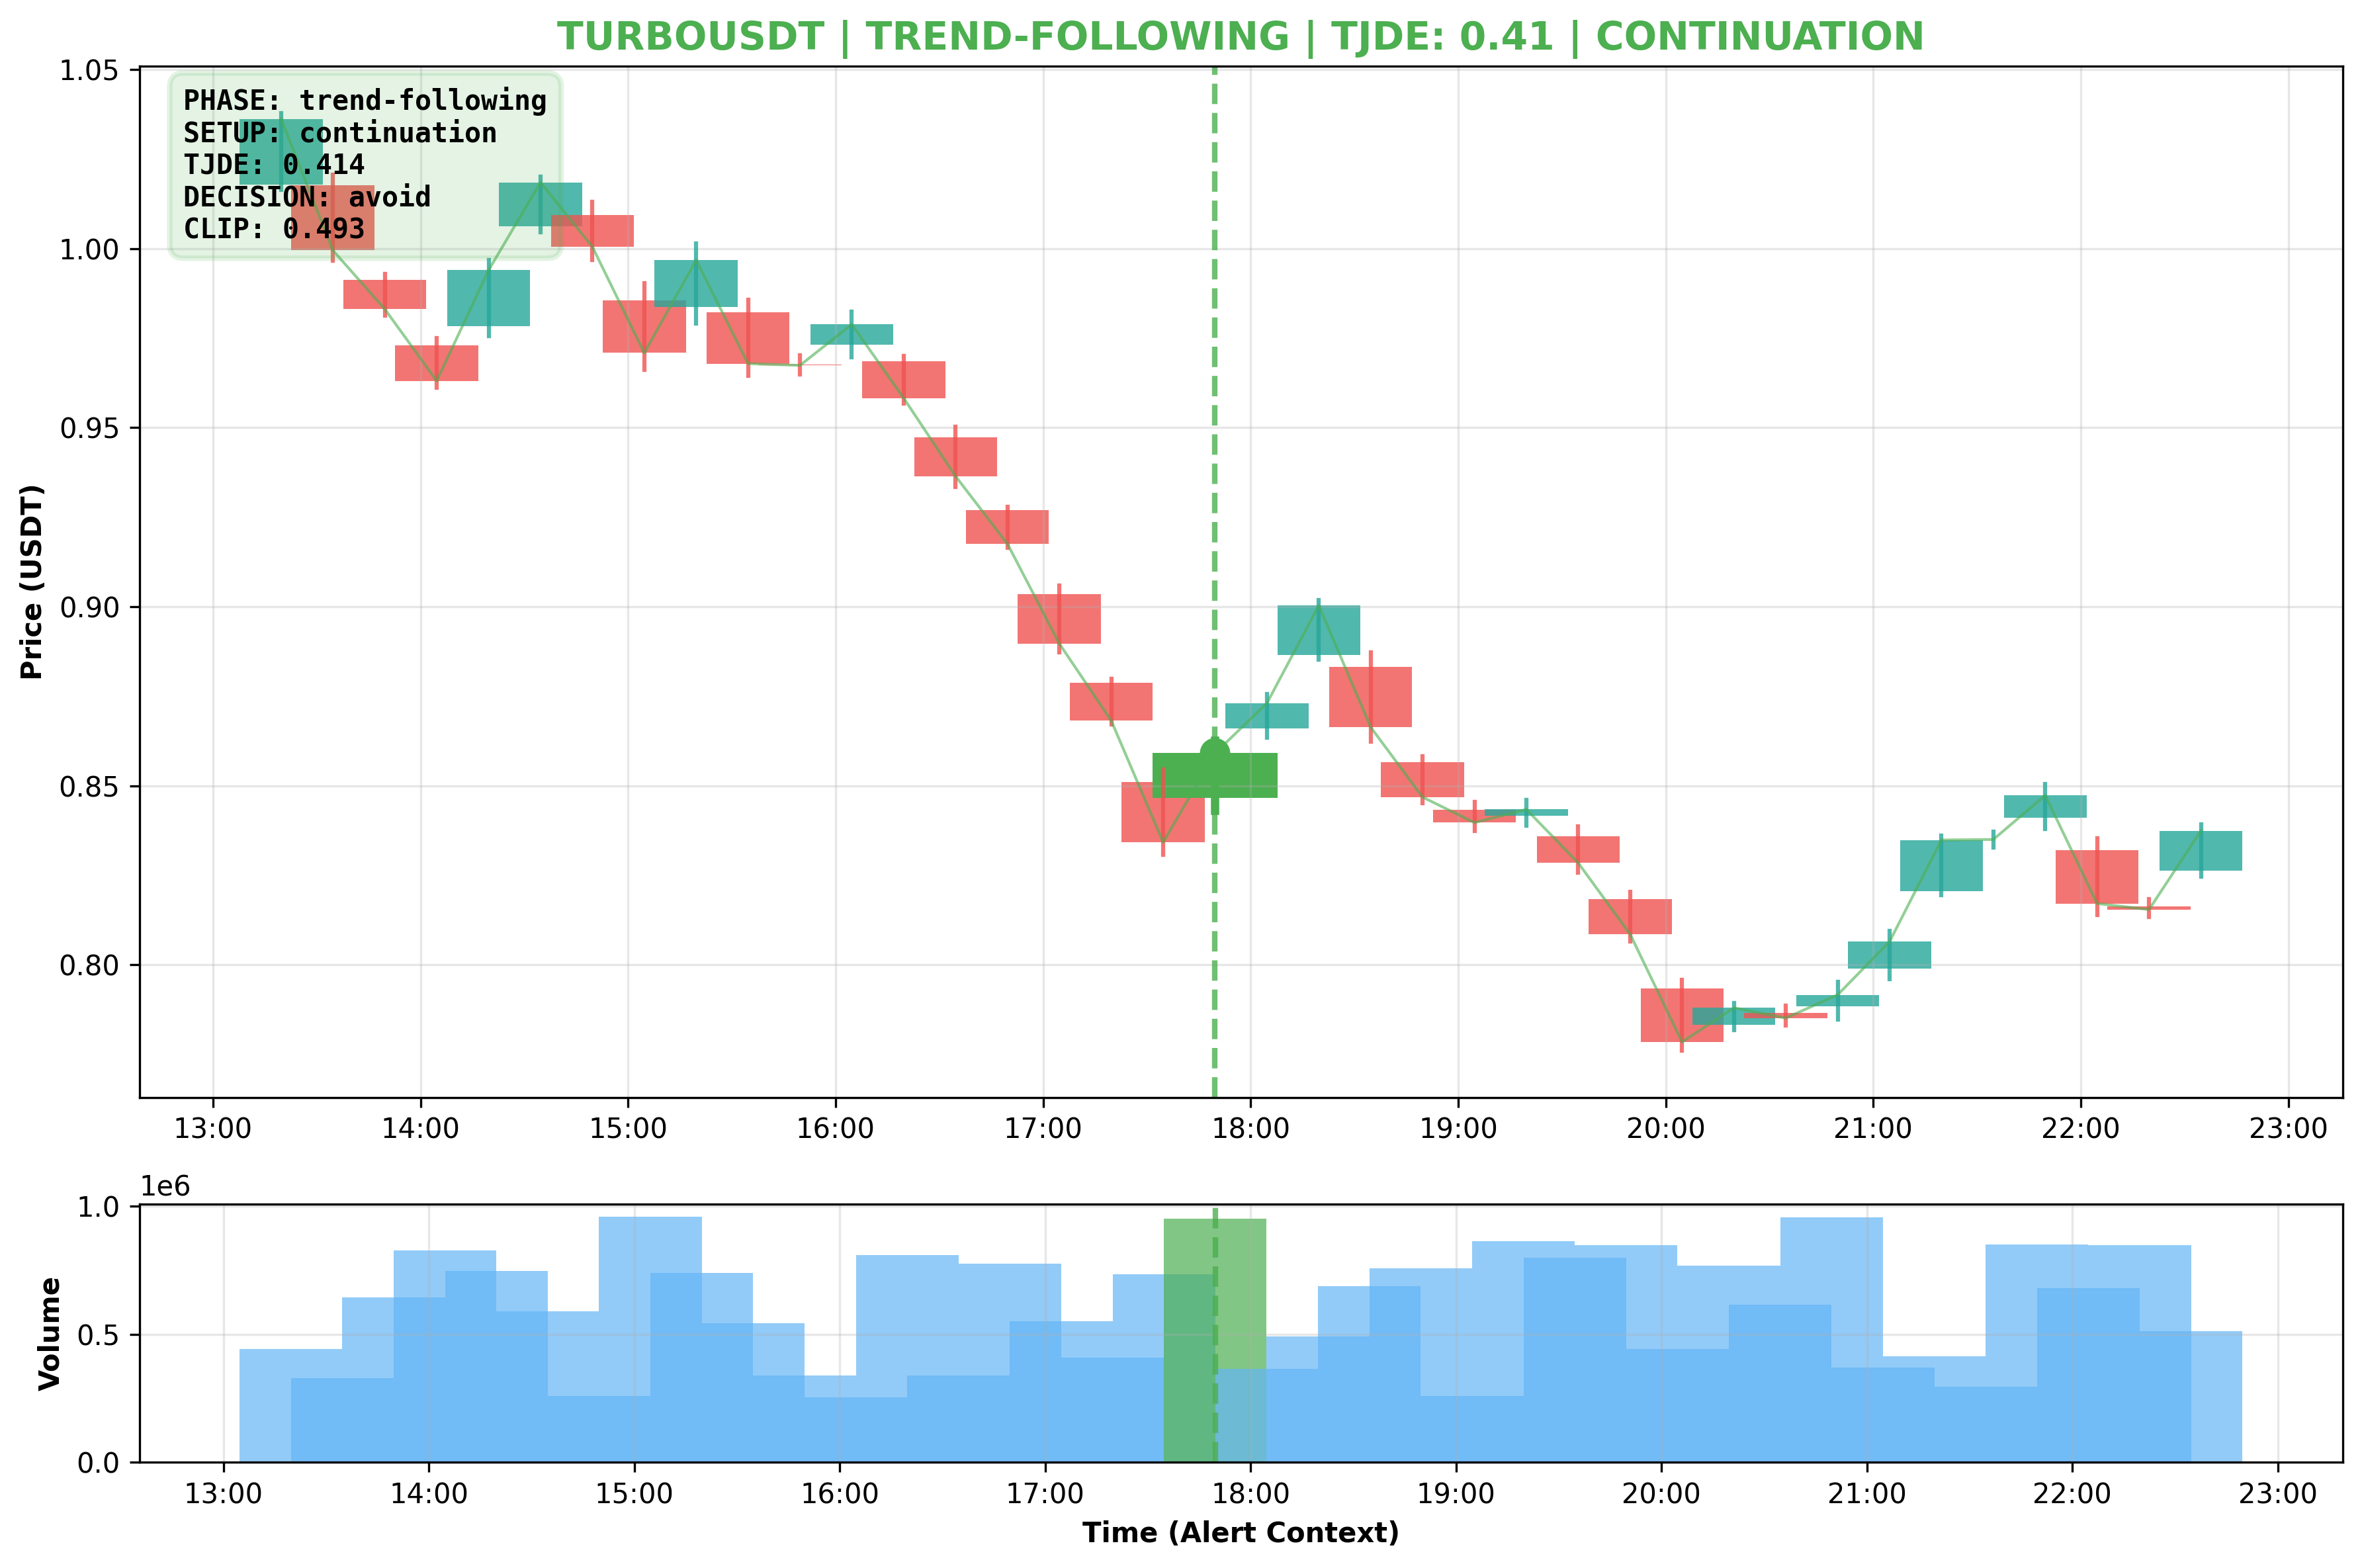 TURBOUSDT | TREND-FOLLOWING | TJDE: 0.41 | CONTINUATION
PHASE: trend-following
SETUP: continuation
TJDE: 0.414
DECISION: avoid
CLIP: 0.493
Price (USDT)
1.05
1.00
0.95
0.90
0.85
0.80
13:00 14:00 15:00 16:00 17:00 18:00 19:00 20:00 21:00 22:00 23:00
1e6
Volume
1.0
0.5
0.0
13:00 14:00 15:00 16:00 17:00 18:00 19:00 20:00 21:00 22:00 23:00
Time (Alert Context)